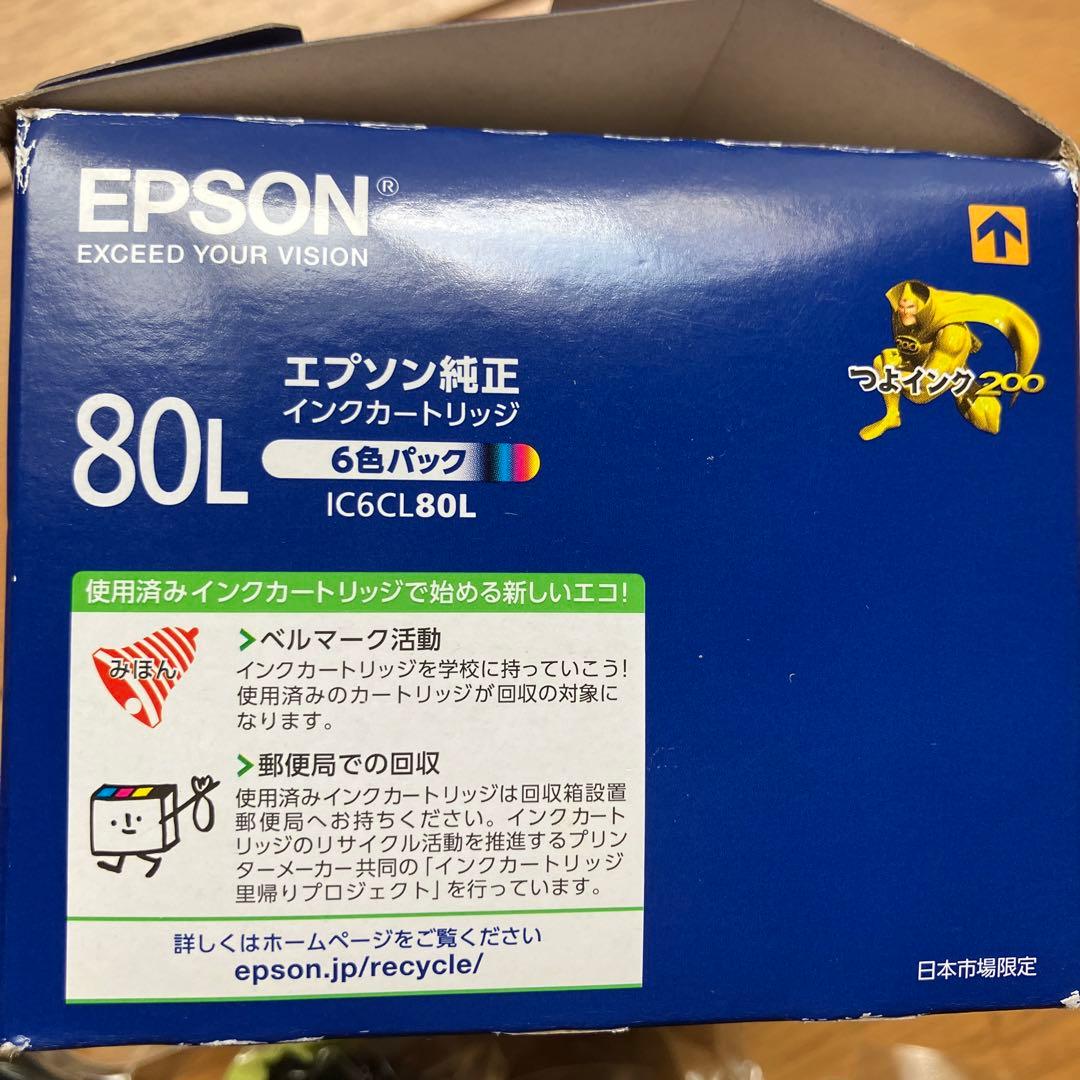 EPSON®
EXCEED YOUR VISION
つよインク200
エプソン純正
インクカートリッジ
80L
6色パック
IC6CL80L
使用済みインクカートリッジで始める新しいエコ!
みほん
ベルマーク活動
インクカートリッジを学校に持っていこう!
使用済みのカートリッジが回収の対象に
なります。
郵便局での回収
使用済みインクカートリッジは回収箱設置
郵便局へお持ちください。インクカート
リッジのリサイクル活動を推進するプリン
ターメーカー共同の「インクカートリッジ
里帰りプロジェクト」を行っています。
詳しくはホームページをご覧ください
epson.jp/recycle/
日本市場限定